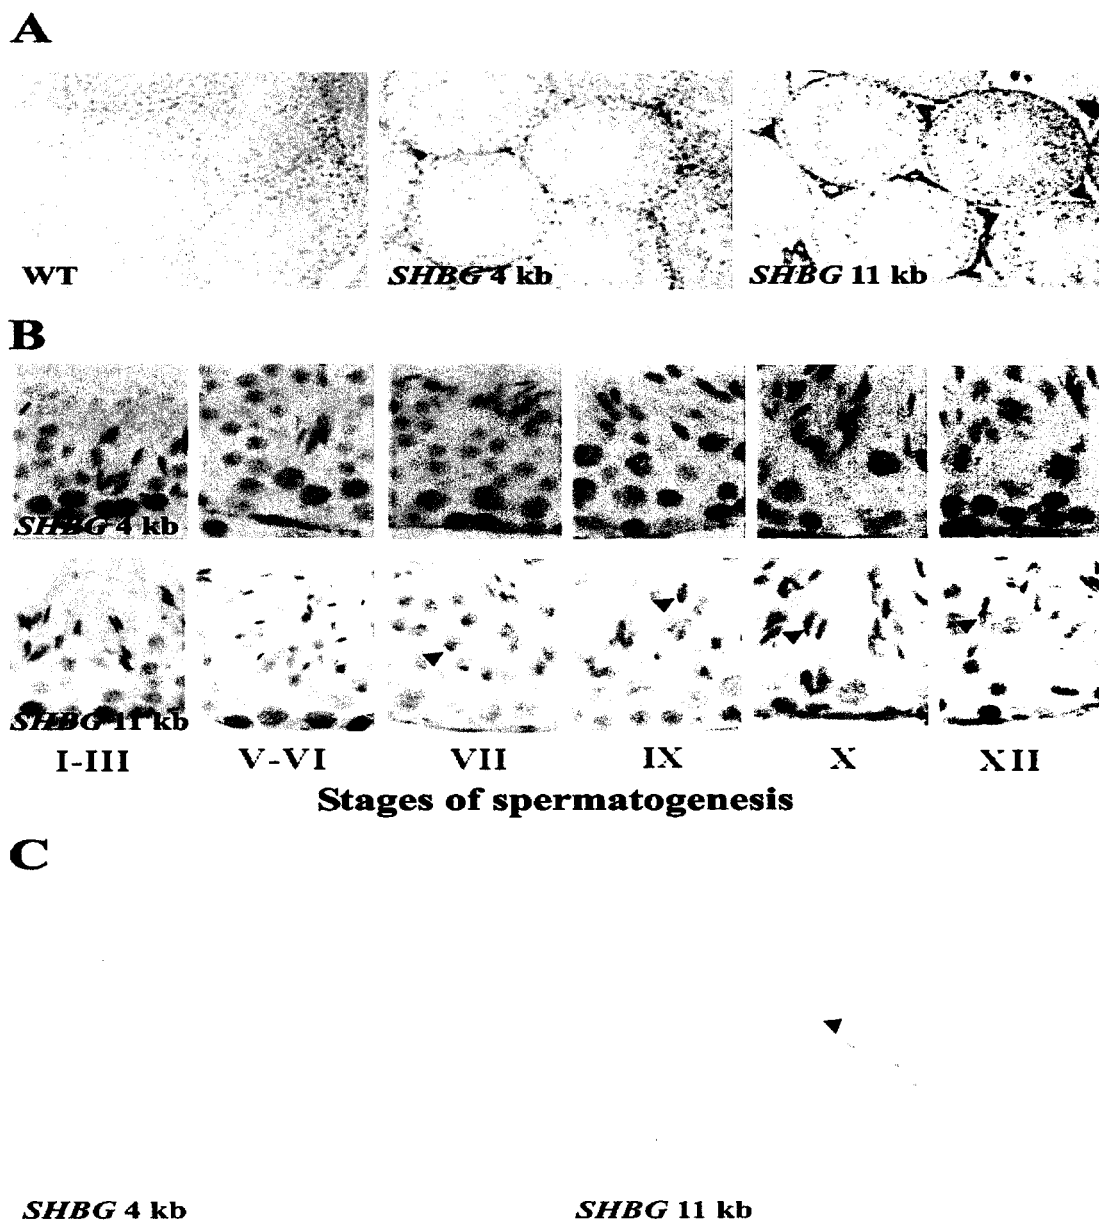 A
WT SHBG 4 kb SHBG 11 kb
B
SHBG 4 kb
SHBG 11 kb
I-III V-VI VII IX X XII
Stages of spermatogenesis
C
SHBG 4 kb SHBG 11 kb